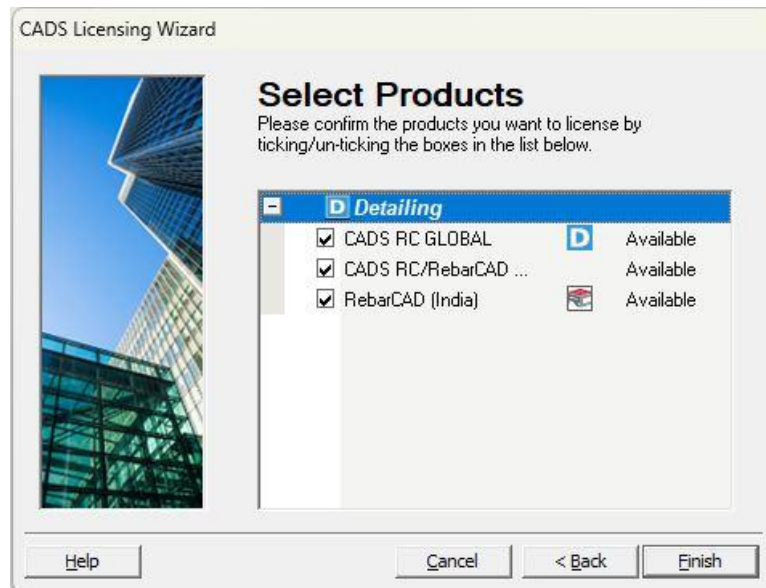 CADS Licensing Wizard
Select Products
Please confirm the products you want to license by
ticking/un-ticking the boxes in the list below.
D Detailing
CADS RC GLOBAL D Available
CADS RC/RebarCAD ... Available
RebarCAD (India) Available
Help Cancel < Back Finish